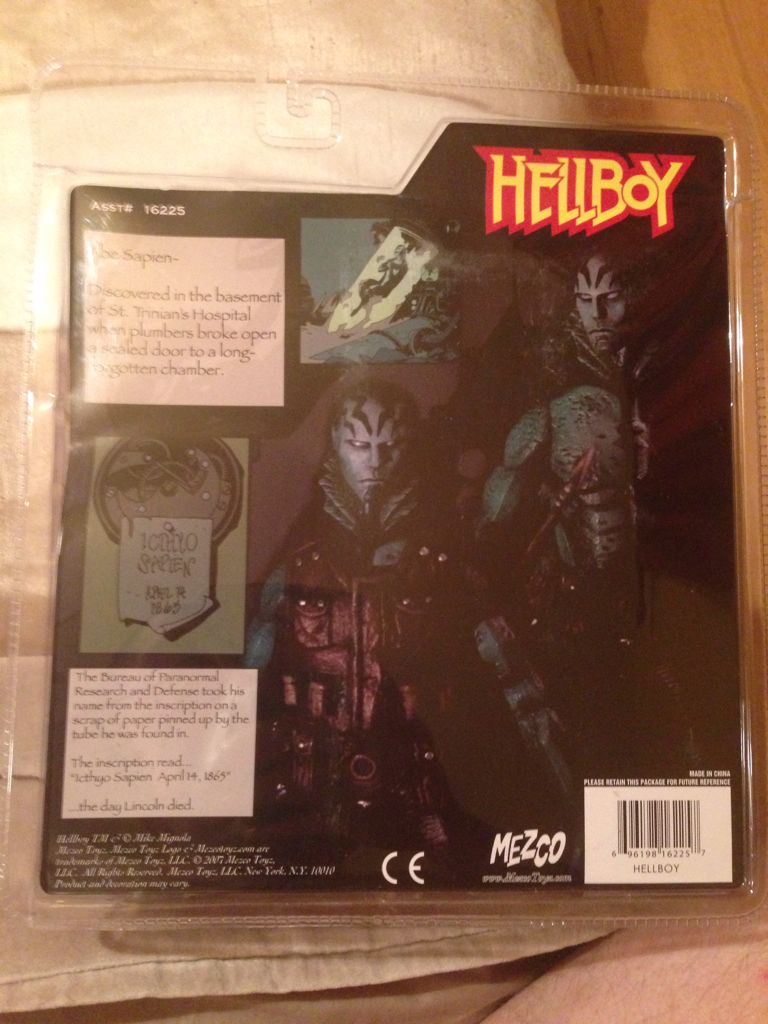 HELLBOY
ASST# 16225
Abe Sapien-
Discovered in the basement
of St. Trinian's Hospital
when plumbers broke open
a sealed door to a long-
forgotten chamber.
ICTHYO
SAPIEN
APRIL 14
1865
The Bureau of Paranormal
Research and Defense took his
name from the inscription on a
scrap of paper pinned up by the
tube he was found in.
The inscription read...
"Icthyo Sapien April 14, 1865"
....the day Lincoln died.
Hellboy TM & © Mike Mignola
Mezco Toyz, Mezco Toyz Logo & Mezcotoyz.com are
trademarks of Mezco Toyz, LLC. © 2007 Mezco Toyz,
LLC. All Rights Reserved. Mezco Toyz, LLC. New York, N.Y. 10010
Product and decoration may vary.
CE
MEZCO
www.MezcoToyz.com
MADE IN CHINA
PLEASE RETAIN THIS PACKAGE FOR FUTURE REFERENCE
6 96198 16225 7
HELLBOY